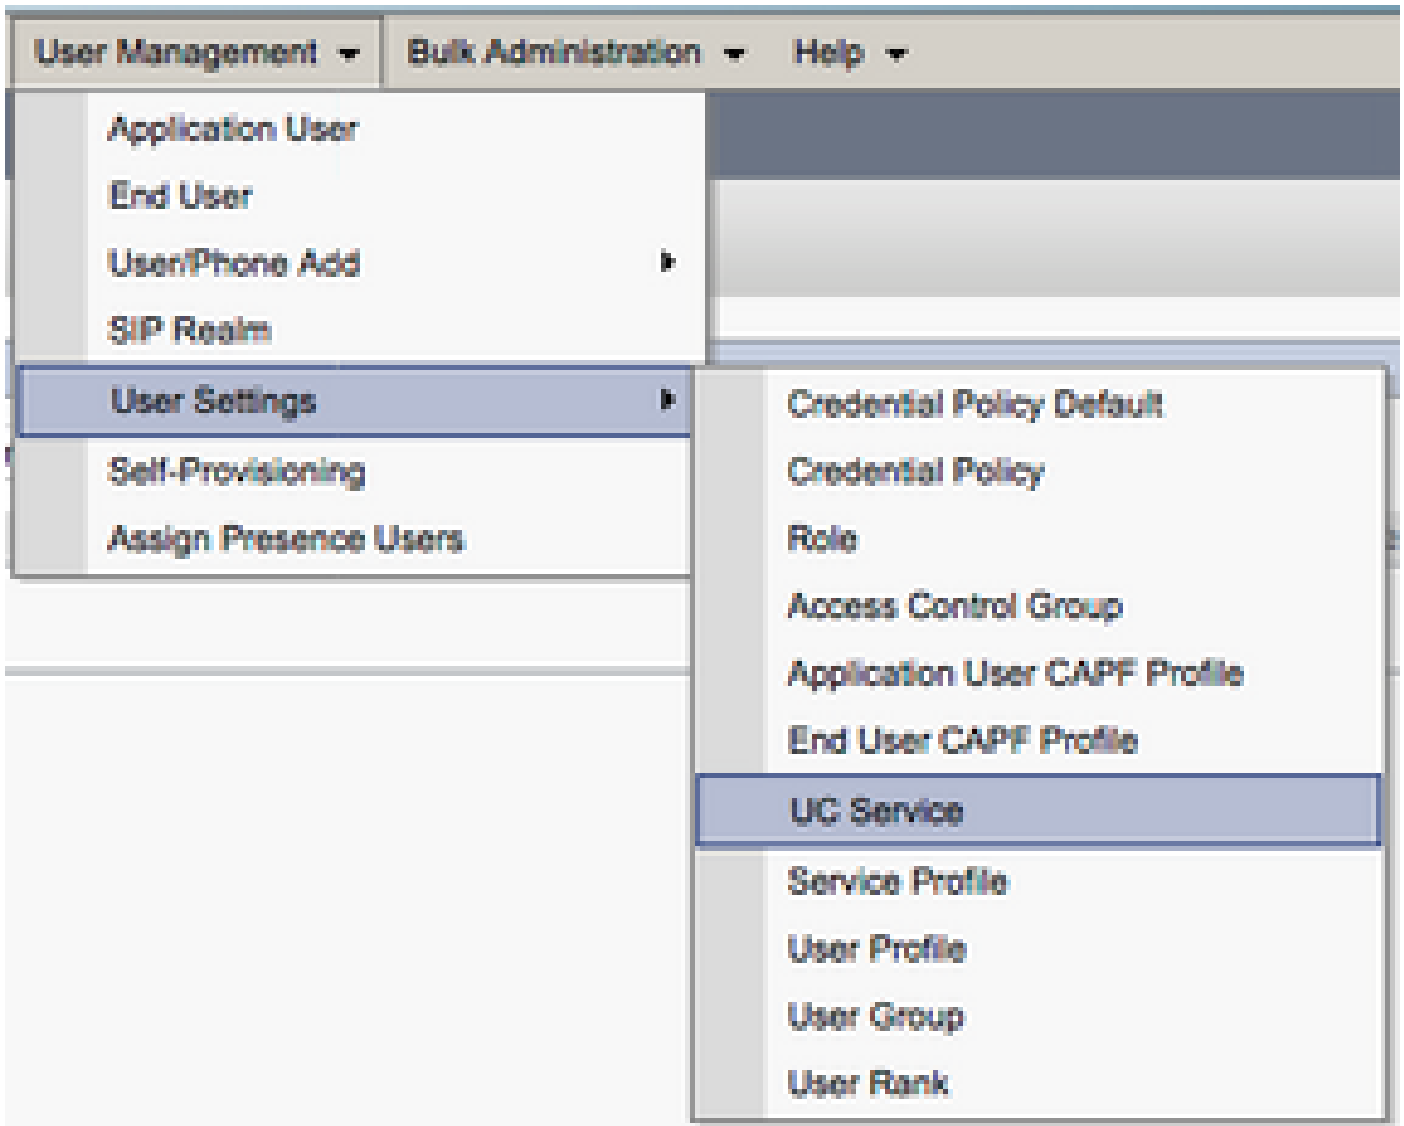 User Management Bulk Administration Help
Application User
End User
User/Phone Add
SIP Realm
User Settings
Self-Provisioning
Assign Presence Users
Credential Policy Default
Credential Policy
Role
Access Control Group
Application User CAPF Profile
End User CAPF Profile
UC Service
Service Profile
User Profile
User Group
User Rank